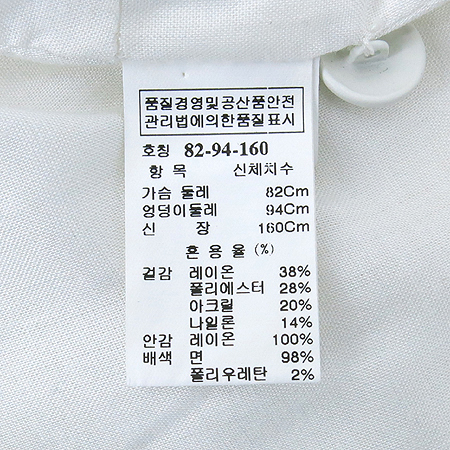 품질경영및공산품안전
관리법에의한품질표시
호칭 82-94-160
항 목 신체치수
가슴 둘레 82Cm
엉덩이둘레 94Cm
신 장 160Cm
혼 용 율 (%)
겉감 레이온 38%
폴리에스터 28%
아크릴 20%
나일론 14%
안감 레이온 100%
배색 면 98%
폴리우레탄 2%